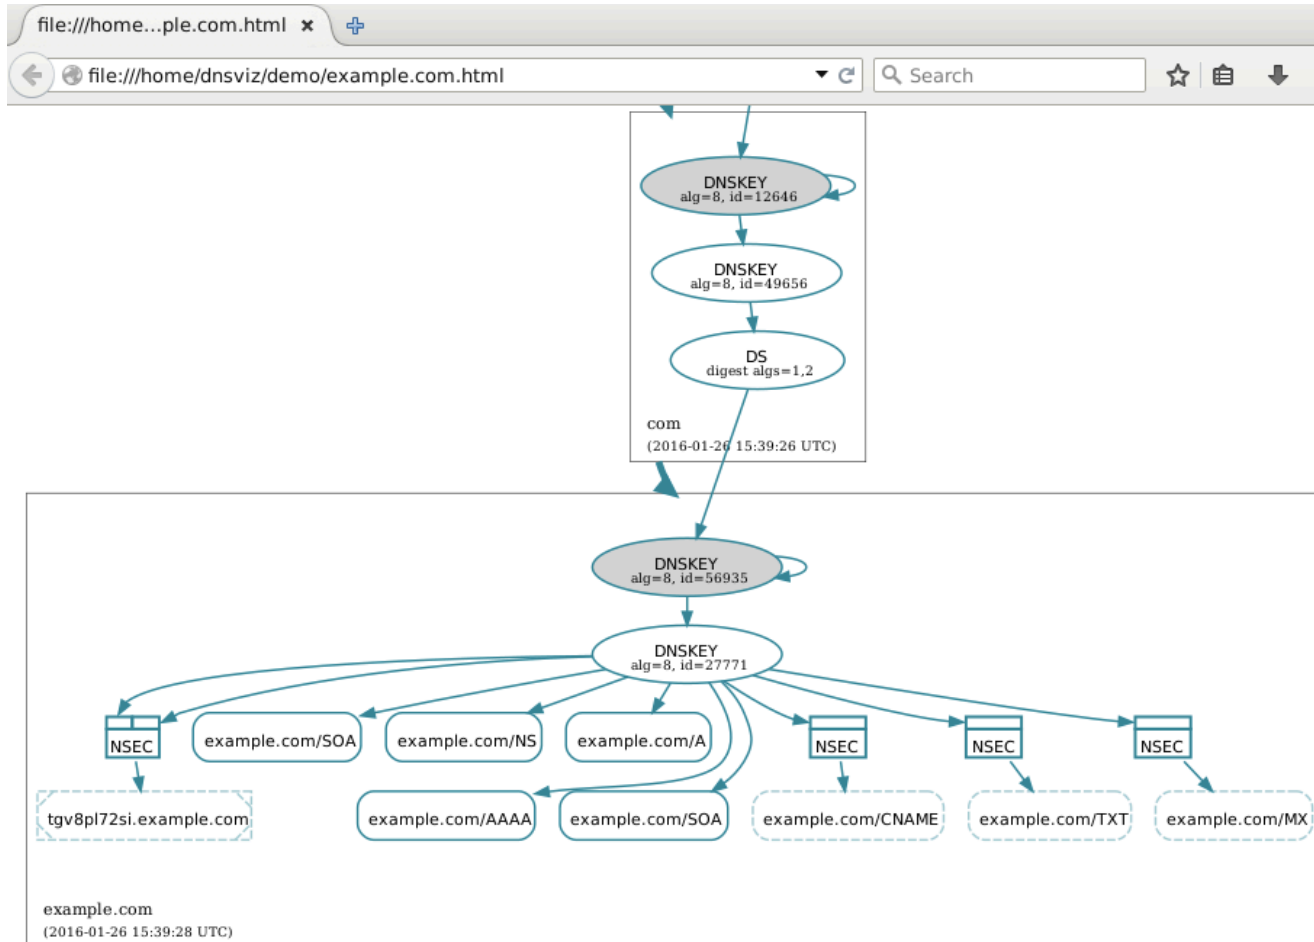 file:///home...ple.com.html
file:///home/dnsviz/demo/example.com.html
Search
DNSKEY
alg=8, id=12646
DNSKEY
alg=8, id=49656
DS
digest algs=1,2
com
(2016-01-26 15:39:26 UTC)
DNSKEY
alg=8, id=56935
DNSKEY
alg=8, id=27771
NSEC
example.com/SOA
example.com/NS
example.com/A
NSEC
NSEC
NSEC
tgv8pl72si.example.com
example.com/AAAA
example.com/SOA
example.com/CNAME
example.com/TXT
example.com/MX
example.com
(2016-01-26 15:39:28 UTC)